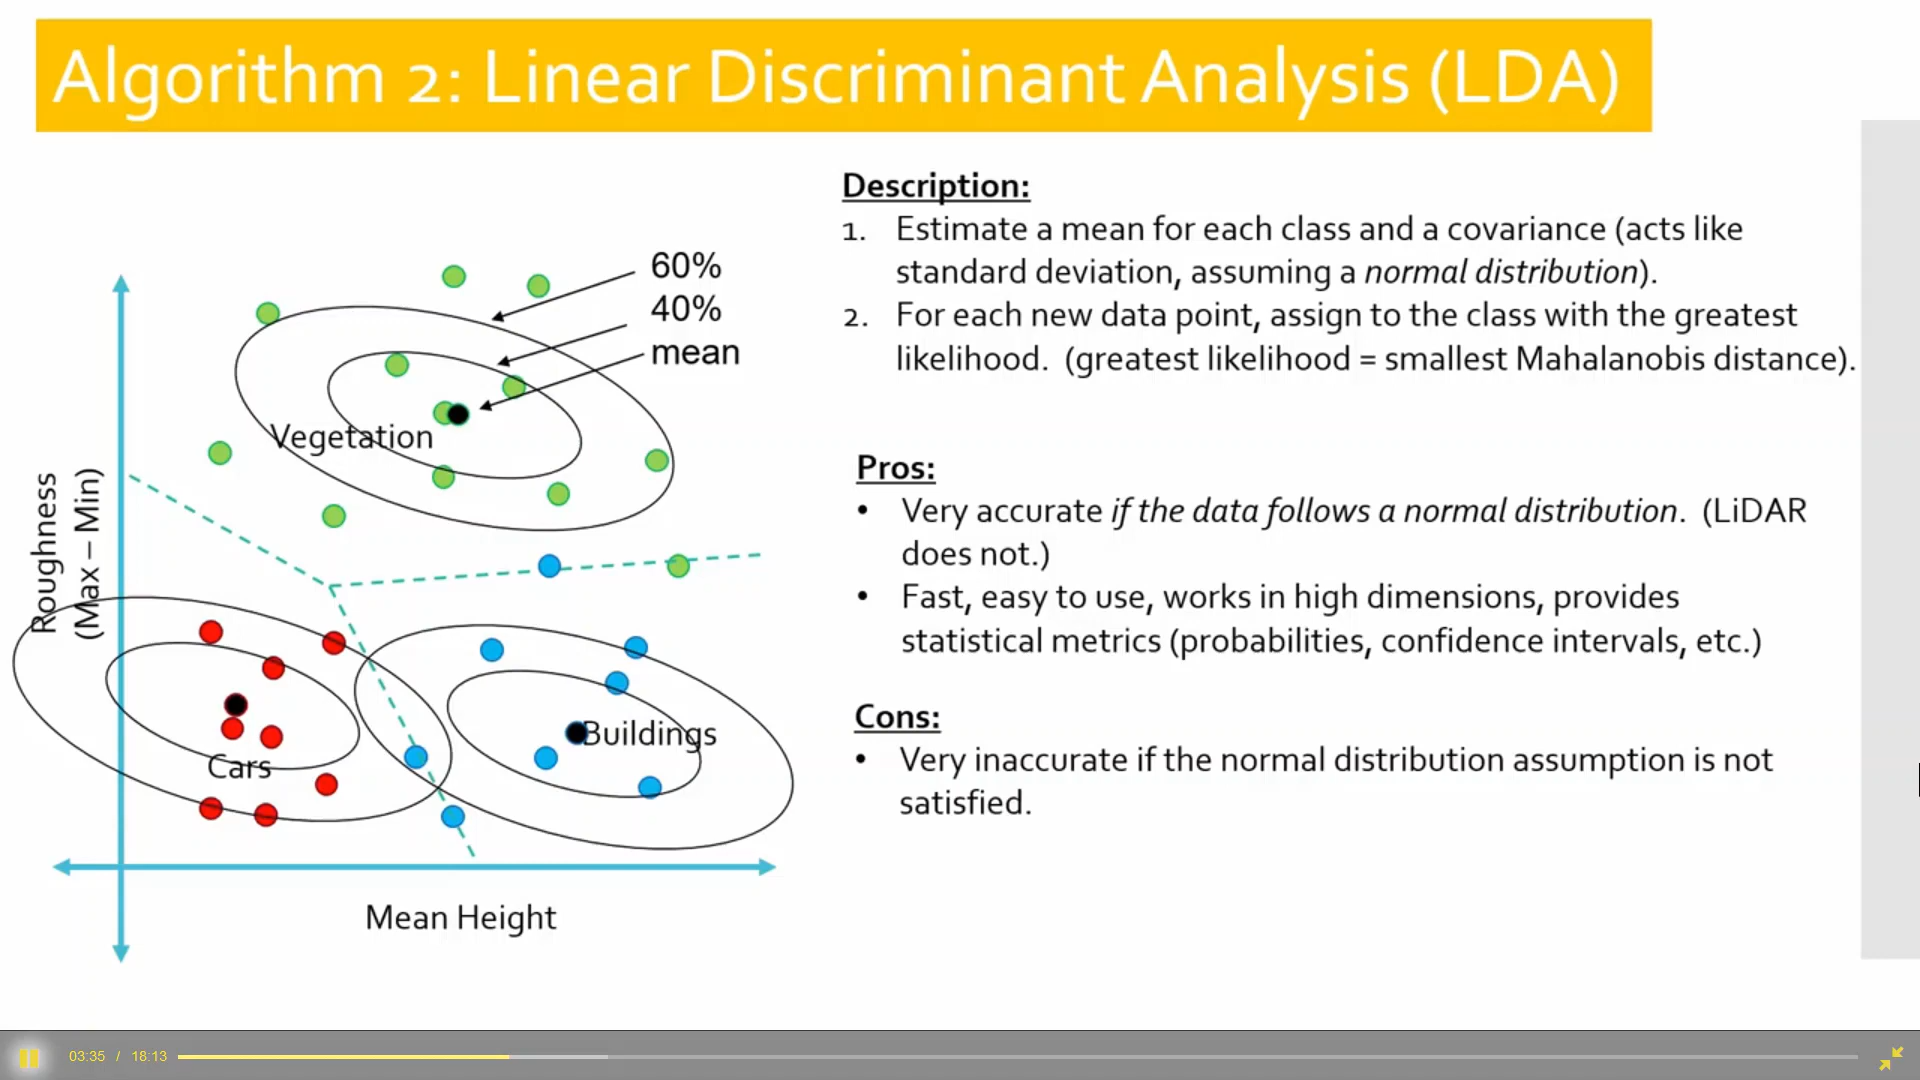 Algorithm 2: Linear Discriminant Analysis (LDA)
Description:
1. Estimate a mean for each class and a covariance (acts like
standard deviation, assuming a normal distribution).
2. For each new data point, assign to the class with the greatest
likelihood. (greatest likelihood = smallest Mahalanobis distance).
60%
40%
mean
Vegetation
Roughness
(Max – Min)
Cars
Buildings
Mean Height
Pros:
• Very accurate if the data follows a normal distribution. (LiDAR
does not.)
• Fast, easy to use, works in high dimensions, provides
statistical metrics (probabilities, confidence intervals, etc.)
Cons:
• Very inaccurate if the normal distribution assumption is not
satisfied.
03:35 / 18:13